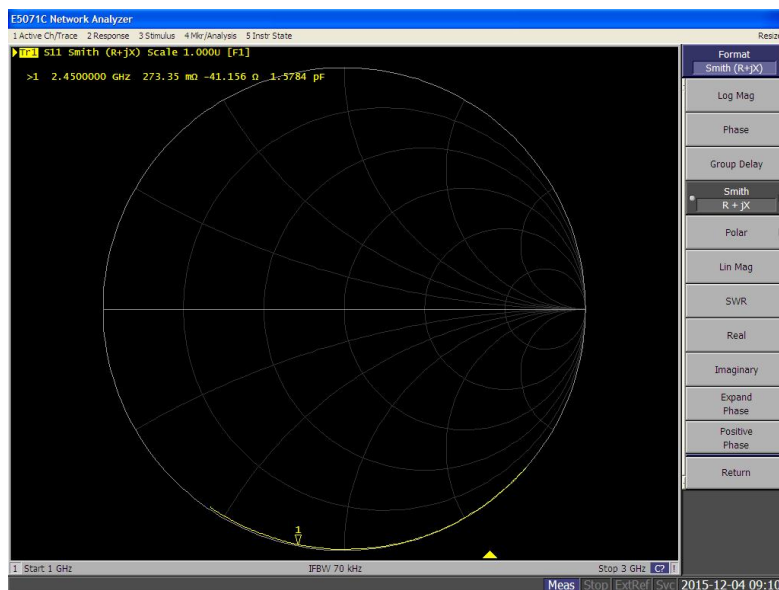 E5071C Network Analyzer
1 Active Ch/Trace 2 Response 3 Stimulus 4 Mkr/Analysis 5 Instr State
Resize
Tr1 S11 Smith (R+jX) Scale 1.000U [F1]
>1 2.4500000 GHz 273.35 mΩ -41.156 Ω 1.5784 pF
1
Format
Smith (R+jX)
Log Mag
Phase
Group Delay
Smith
R + jX
Polar
Lin Mag
SWR
Real
Imaginary
Expand
Phase
Positive
Phase
Return
1 Start 1 GHz IFBW 70 kHz Stop 3 GHz C? !
Meas Stop ExtRef Svc 2015-12-04 09:10